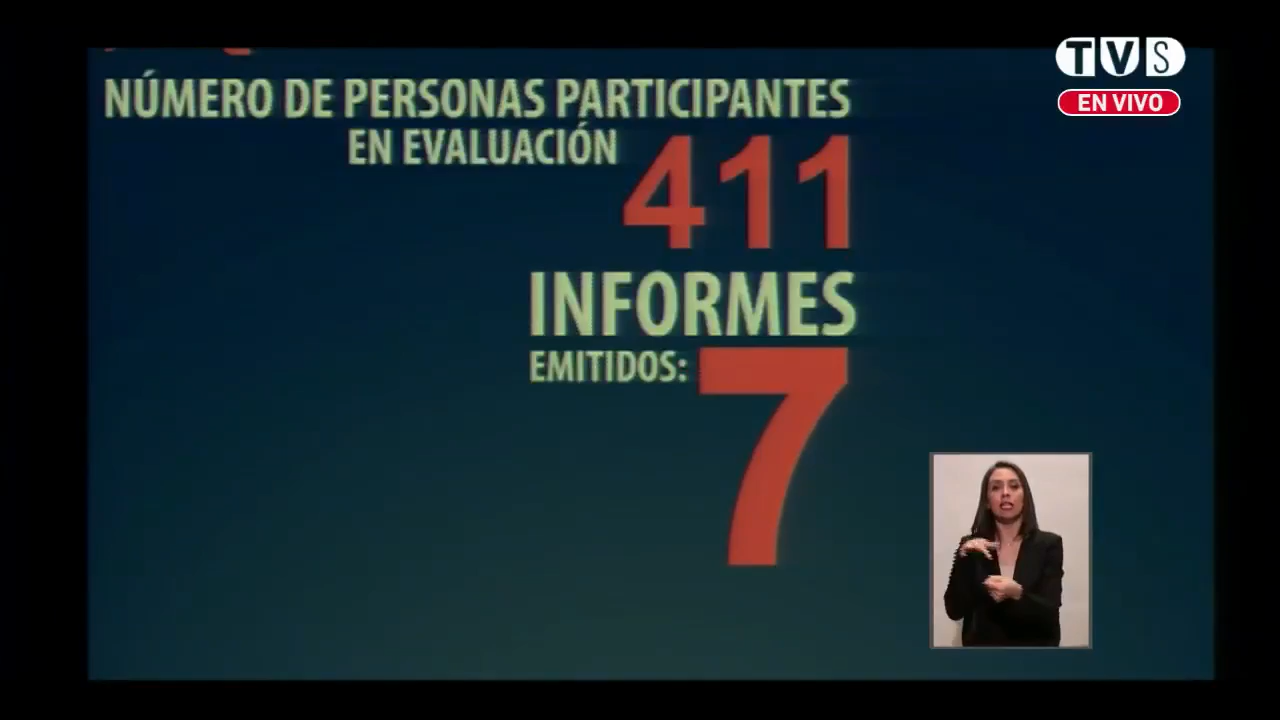 TVS
EN VIVO
NÚMERO DE PERSONAS PARTICIPANTES
EN EVALUACIÓN 411
INFORMES
EMITIDOS: 7